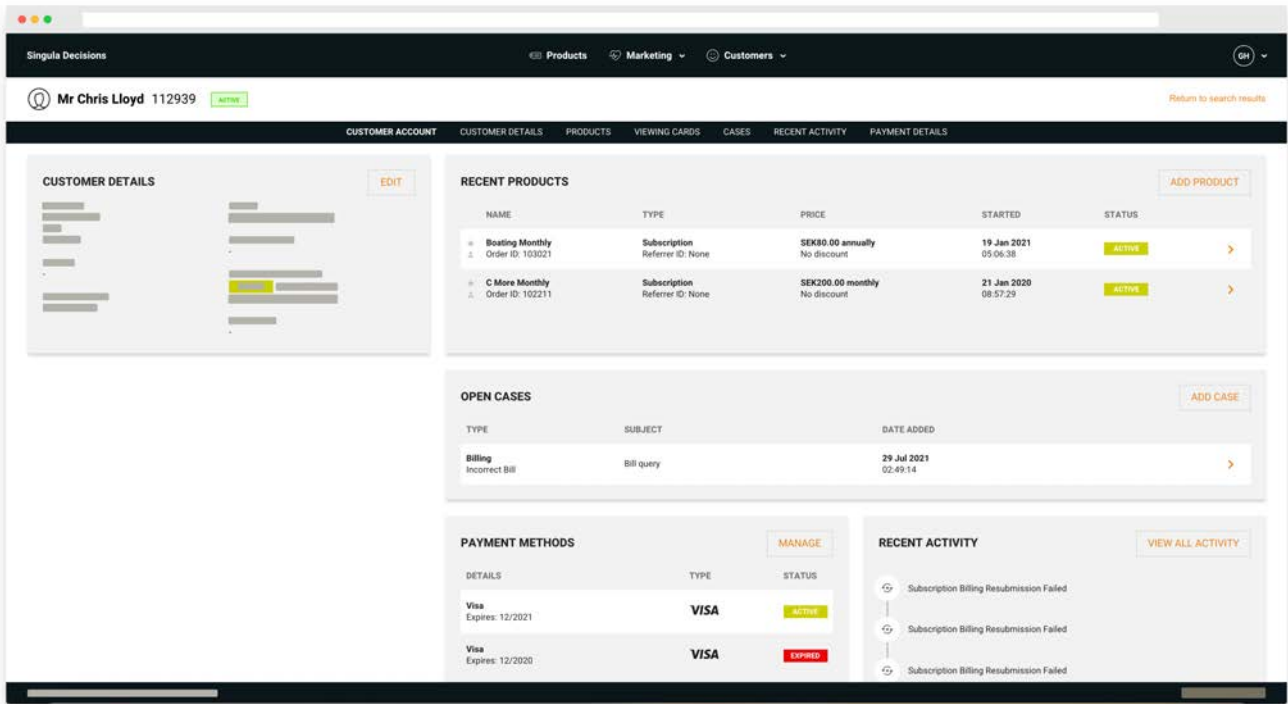 Singula Decisions
Products
Marketing
Customers
GH
Mr Chris Lloyd 112939 ACTIVE
Return to search results
CUSTOMER ACCOUNT CUSTOMER DETAILS PRODUCTS VIEWING CARDS CASES RECENT ACTIVITY PAYMENT DETAILS
CUSTOMER DETAILS
EDIT
RECENT PRODUCTS
ADD PRODUCT
NAME TYPE PRICE STARTED STATUS
Boating Monthly Subscription SEK80.00 annually 19 Jan 2021 ACTIVE
Order ID: 103021 Referrer ID: None No discount 05:06:38
C More Monthly Subscription SEK200.00 monthly 21 Jan 2020 ACTIVE
Order ID: 102211 Referrer ID: None No discount 08:57:29
OPEN CASES
ADD CASE
TYPE SUBJECT DATE ADDED
Billing Bill query 29 Jul 2021
Incorrect Bill 02:49:14
PAYMENT METHODS
MANAGE
DETAILS TYPE STATUS
Visa VISA ACTIVE
Expires: 12/2021
Visa VISA EXPIRED
Expires: 12/2020
RECENT ACTIVITY
VIEW ALL ACTIVITY
Subscription Billing Resubmission Failed
Subscription Billing Resubmission Failed
Subscription Billing Resubmission Failed